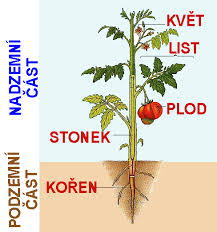 KVĚT
LIST
PLOD
STONEK
KOŘEN
NADZEMNÍ
ČÁST
PODZEMNÍ
ČÁST